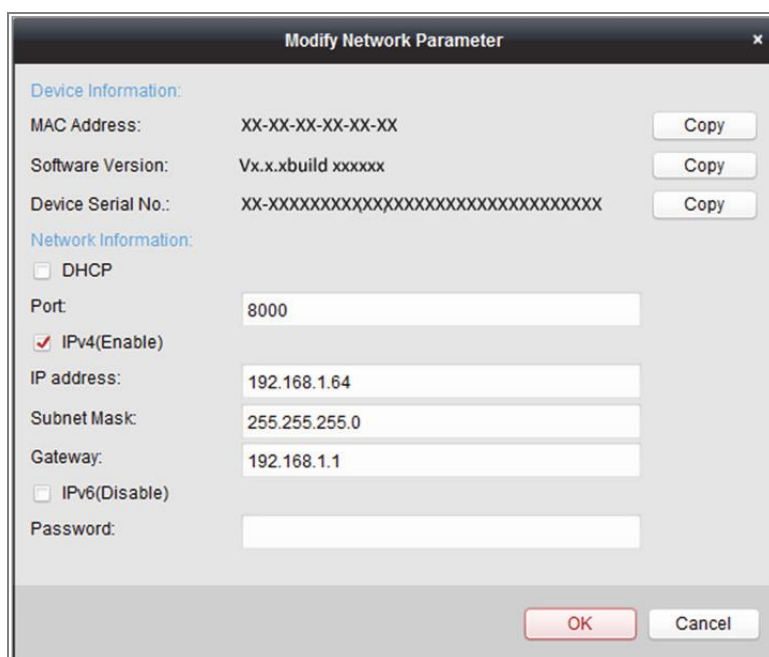 Modify Network Parameter ×
Device Information:
MAC Address: XX-XX-XX-XX-XX-XX Copy
Software Version: Vx.x.xbuild xxxxxx Copy
Device Serial No.: XX-XXXXXXXXXXXXXXXXXXXXXXXXXXXXXXXXX Copy
Network Information:
DHCP
Port: 8000
IPv4(Enable)
IP address: 192.168.1.64
Subnet Mask: 255.255.255.0
Gateway: 192.168.1.1
IPv6(Disable)
Password:
OK Cancel